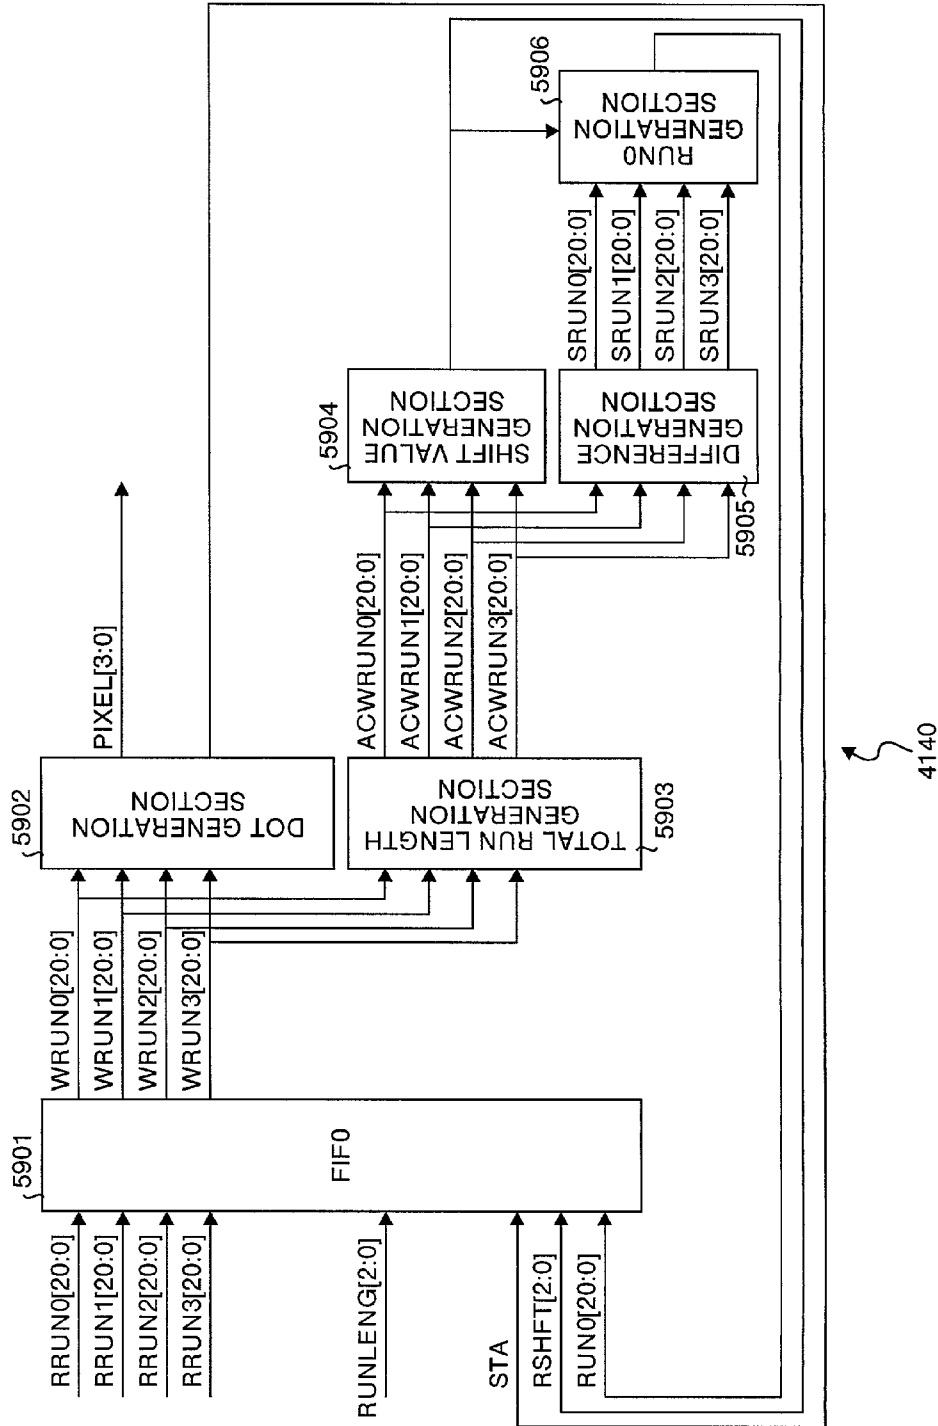 RRUN0[20:0]
RRUN1[20:0]
RRUN2[20:0]
RRUN3[20:0]
RUNLENG[2:0]
STA
RSHFT[2:0]
RUN0[20:0]
5901
FIFO
WRUN0[20:0]
WRUN1[20:0]
WRUN2[20:0]
WRUN3[20:0]
5902
DOT GENERATION
SECTION
PIXEL[3:0]
TOTAL RUN LENGTH
GENERATION
SECTION
5903
ACWRUN0[20:0]
ACWRUN1[20:0]
ACWRUN2[20:0]
ACWRUN3[20:0]
5904
SHIFT VALUE
GENERATION
SECTION
DIFFERENCE
GENERATION
SECTION
5905
SRUN0[20:0]
SRUN1[20:0]
SRUN2[20:0]
SRUN3[20:0]
5906
RUN0
GENERATION
SECTION
4140